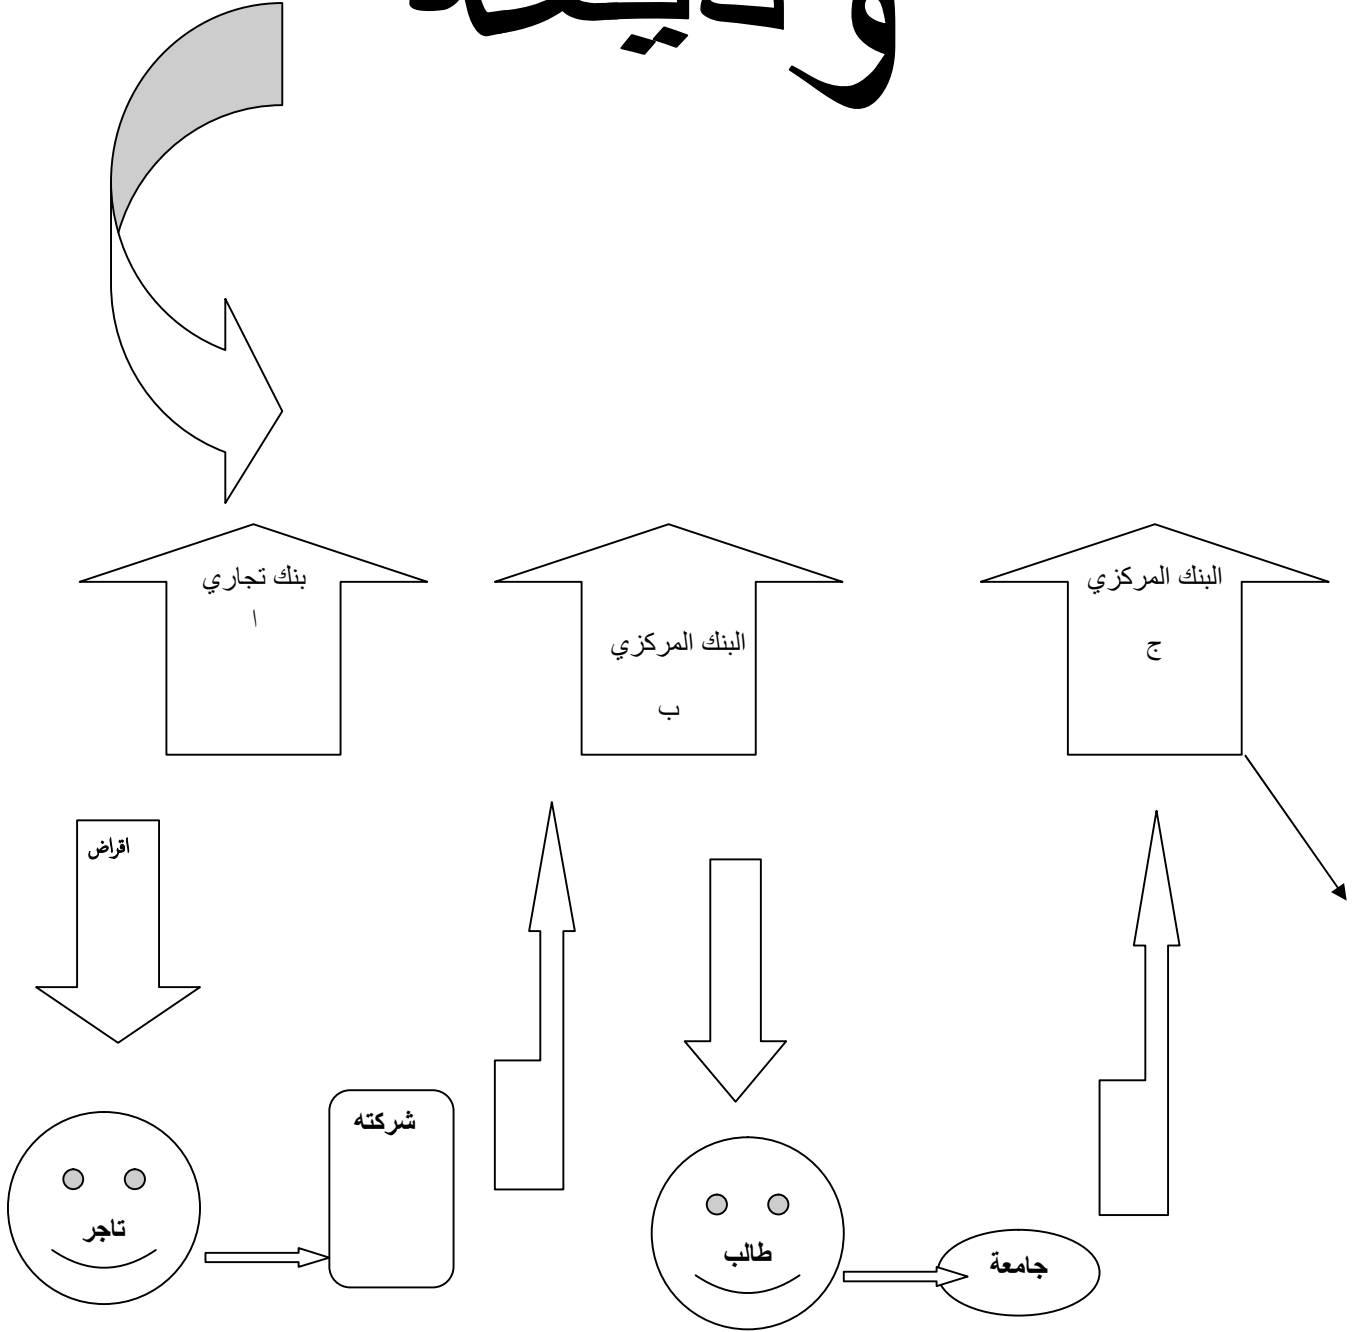 البنك المركزي
ج
البنك المركزي
ب
بنك تجاري
ا
اقراض
شركته
تاجر
طالب
جامعة